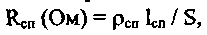 Rсп (Ом) = ρсп lсп / S,